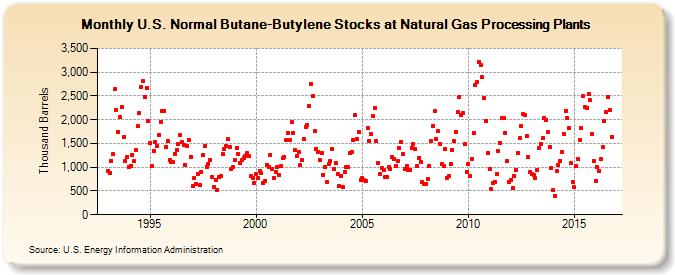 Monthly U.S. Normal Butane-Butylene Stocks at Natural Gas Processing Plants
Thousand Barrels
3,500
3,000
2,500
2,000
1,500
1,000
500
0
1995 2000 2005 2010 2015
Source: U.S. Energy Information Administration